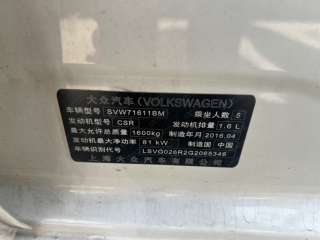 大众汽车(VOLKSWAGEN)
车辆型号 SVW71611BM 乘坐人数 5
发动机型号 CSR 发动机排量 1.6 L
最大允许总质量 1600kg 制造年月 2016.04
发动机最大净功率 81 kW 制造国 中国
车辆识别代号 LSVG026R2G2065346
上海大众汽车有限公司